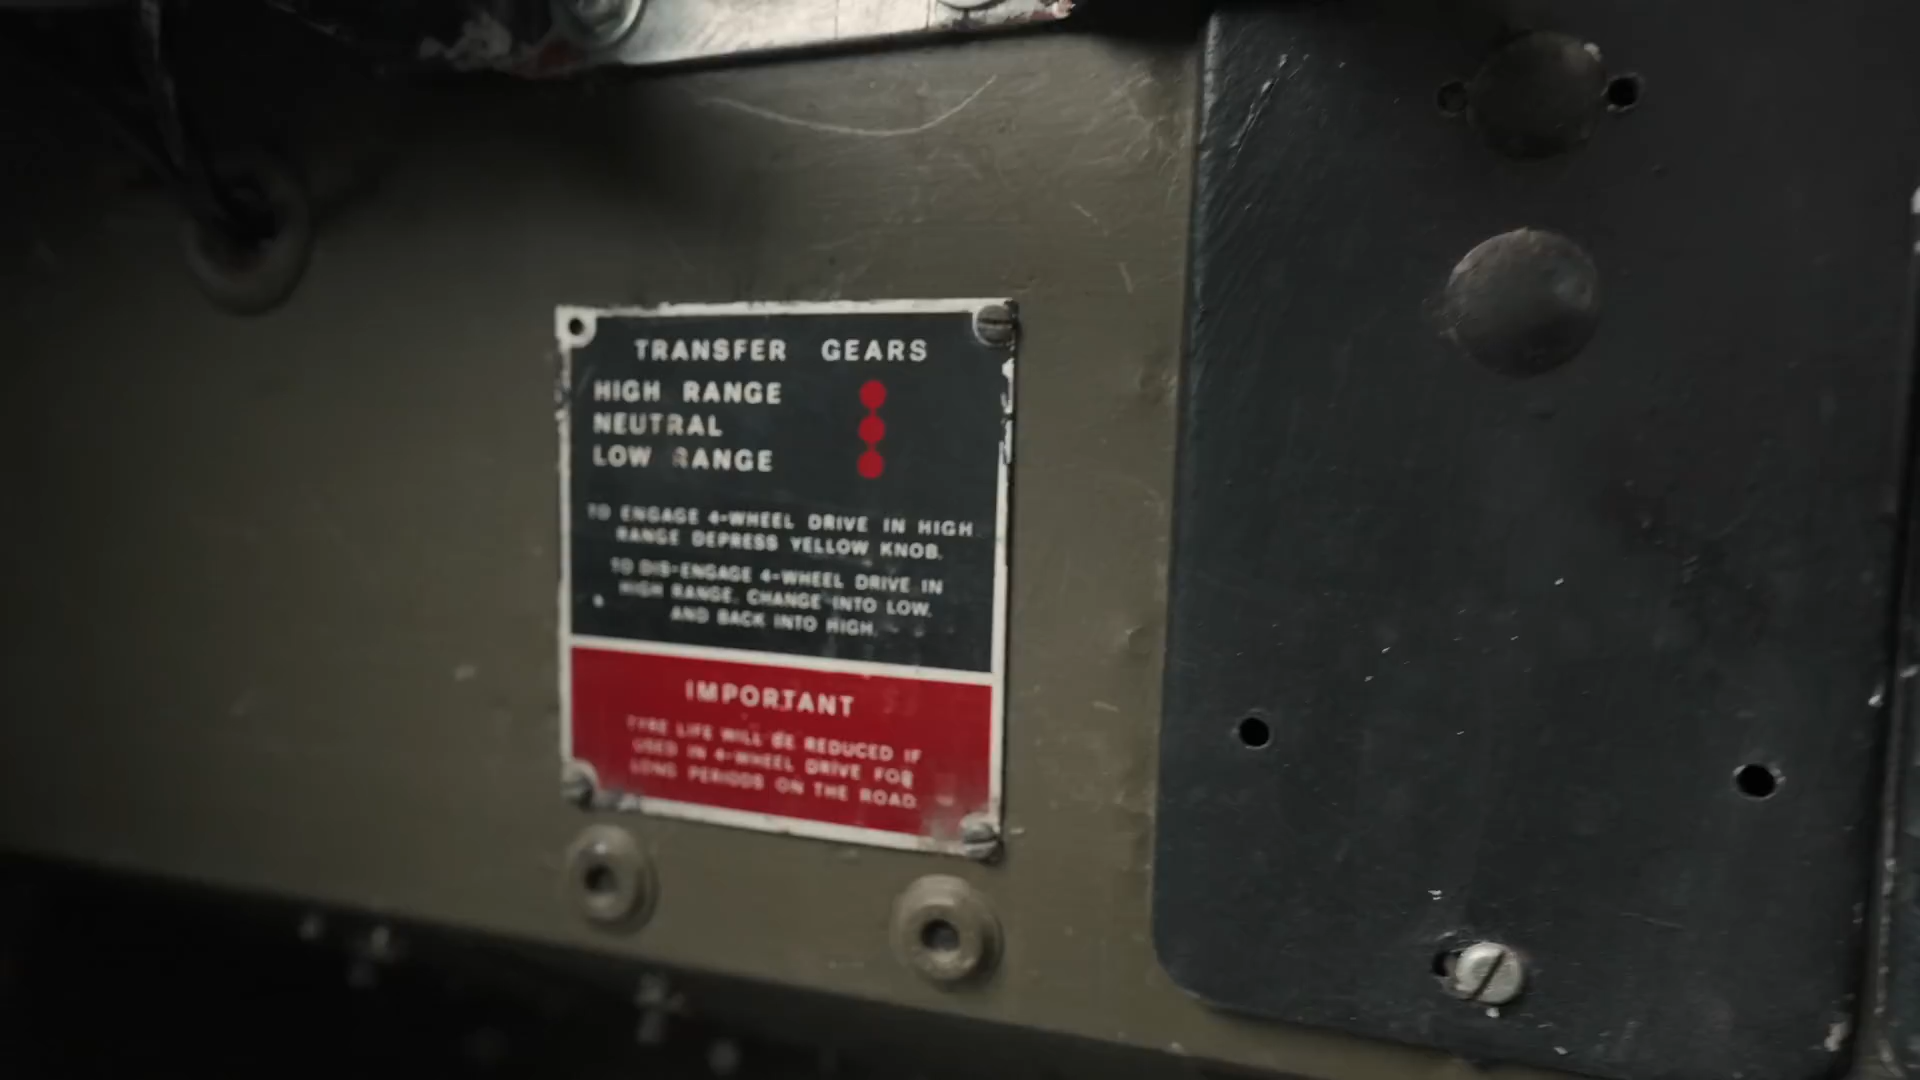 TRANSFER GEARS
HIGH RANGE
NEUTRAL
LOW RANGE
TO ENGAGE 4-WHEEL DRIVE IN HIGH
RANGE DEPRESS YELLOW KNOB.
TO DIS-ENGAGE 4-WHEEL DRIVE IN
HIGH RANGE, CHANGE INTO LOW,
AND BACK INTO HIGH.
IMPORTANT
TYRE LIFE WILL BE REDUCED IF
USED IN 4-WHEEL DRIVE FOR
LONG PERIODS ON THE ROAD